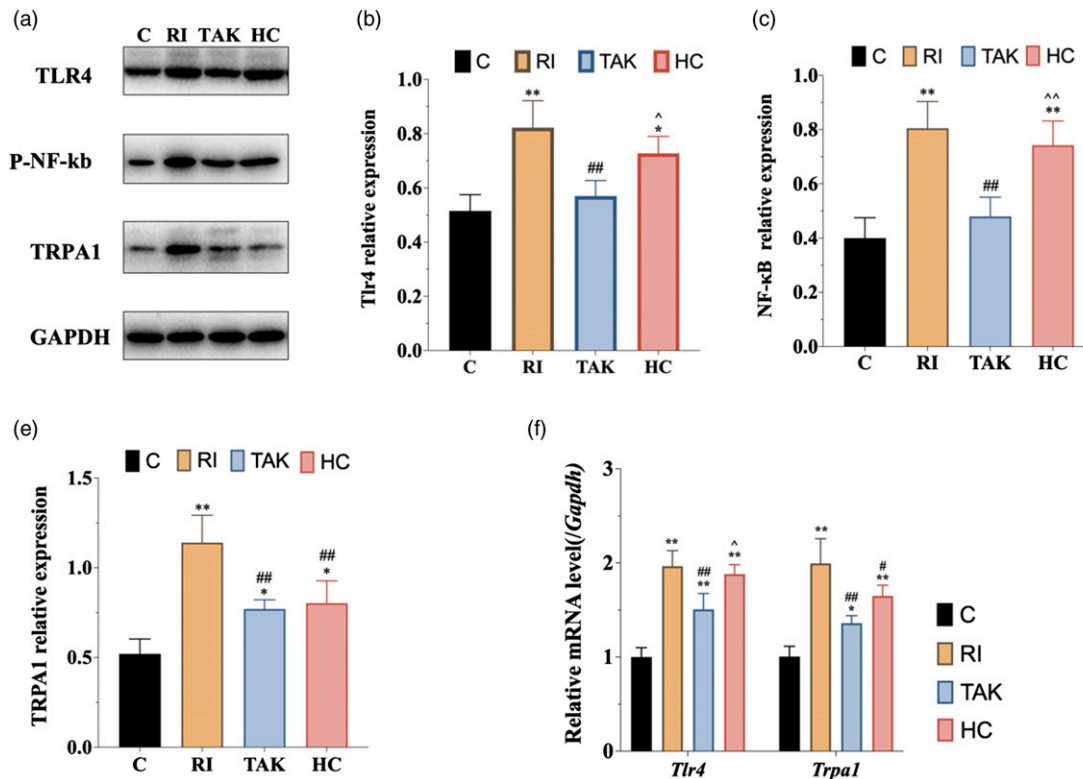 (a)
C RI TAK HC
TLR4
P-NF-kb
TRPA1
GAPDH
(b)
C RI TAK HC
Tlr4 relative expression
1.0
0.8
0.6
0.4
0.2
0.0
**
##
^
*
C RI TAK HC
(c)
C RI TAK HC
NF-κB relative expression
1.0
0.8
0.6
0.4
0.2
0.0
**
##
^^
**
C RI TAK HC
(e)
C RI TAK HC
TRPA1 relative expression
1.5
1.0
0.5
0.0
**
##
*
##
*
C RI TAK HC
(f)
Relative mRNA level(/Gapdh)
3
2
1
0
**
##
**
^
**
**
##
*
#
**
Tlr4 Trpa1
C
RI
TAK
HC